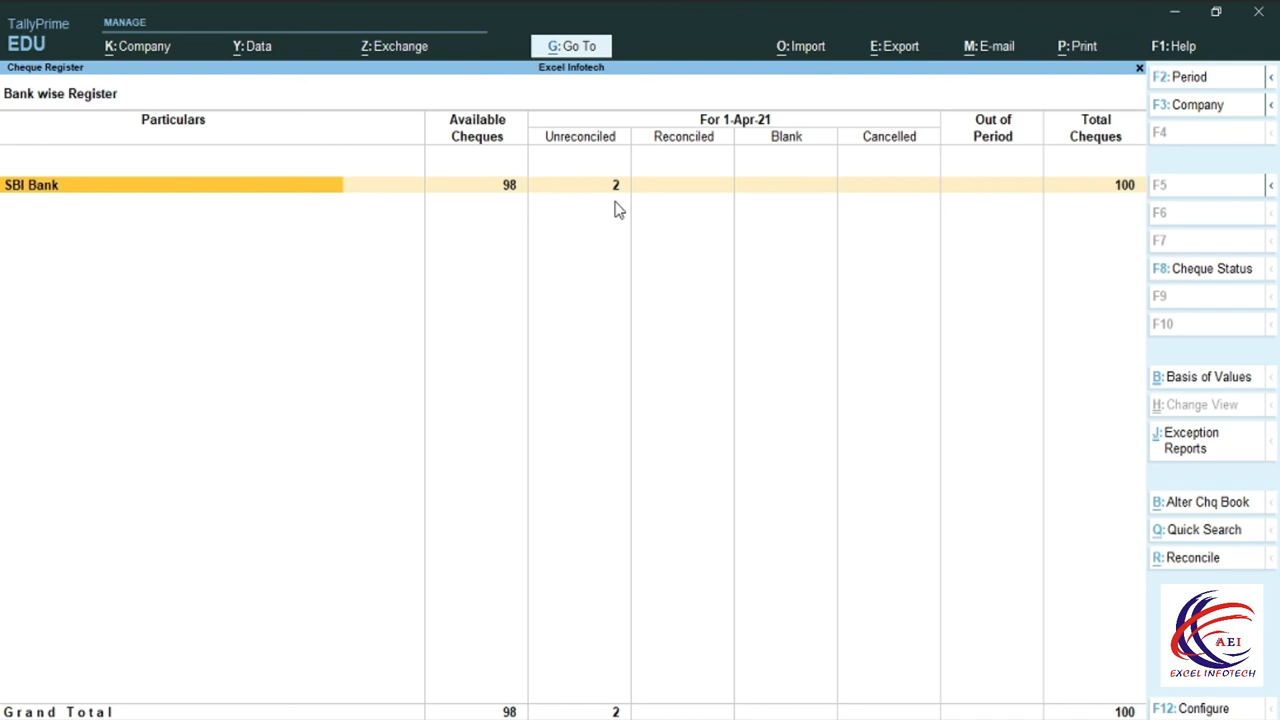 TallyPrime
EDU
MANAGE
K: Company
Y: Data
Z: Exchange
G: Go To
O: Import
E: Export
M: E-mail
P: Print
F1: Help
Cheque Register
Excel Infotech
Bank wise Register
Particulars
Available Cheques
For 1-Apr-21
Unreconciled
Reconciled
Blank
Cancelled
Out of Period
Total Cheques
SBI Bank 98 2 100
Grand Total 98 2 100
F2: Period
F3: Company
F4
F5
F6
F7
F8: Cheque Status
F9
F10
B: Basis of Values
H: Change View
J: Exception
Reports
B: Alter Chq Book
Q: Quick Search
R: Reconcile
AEI
EXCEL INFOTECH
F12: Configure